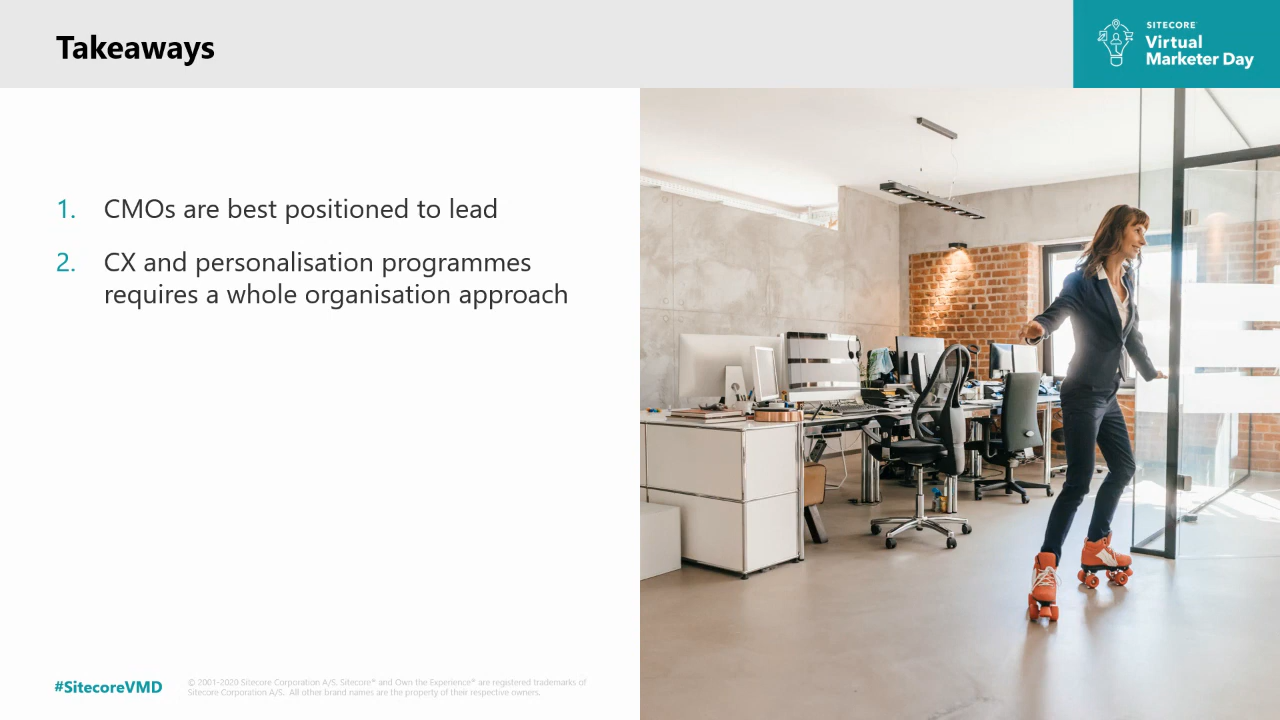 Takeaways
SITECORE
Virtual
Marketer Day
1. CMOs are best positioned to lead
2. CX and personalisation programmes
requires a whole organisation approach
#SitecoreVMD
© 2001-2020 Sitecore Corporation A/S. Sitecore® and Own the Experience® are registered trademarks of
Sitecore Corporation A/S. All other brand names are the property of their respective owners.